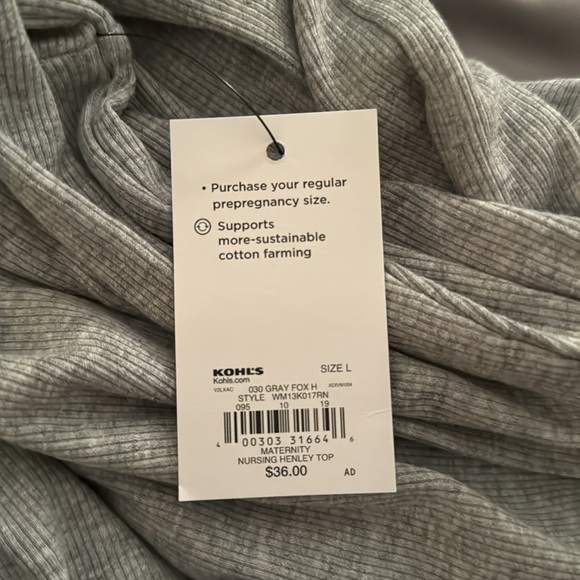 • Purchase your regular
prepregnancy size.
Supports
more-sustainable
cotton farming
KOHL'S
SIZE L
Kohls.com
V2LXAC 030 GRAY FOX H
STYLE WM13K017RN
095 10 19
4 00303 31664 6
MATERNITY
NURSING HENLEY TOP
$36.00 AD